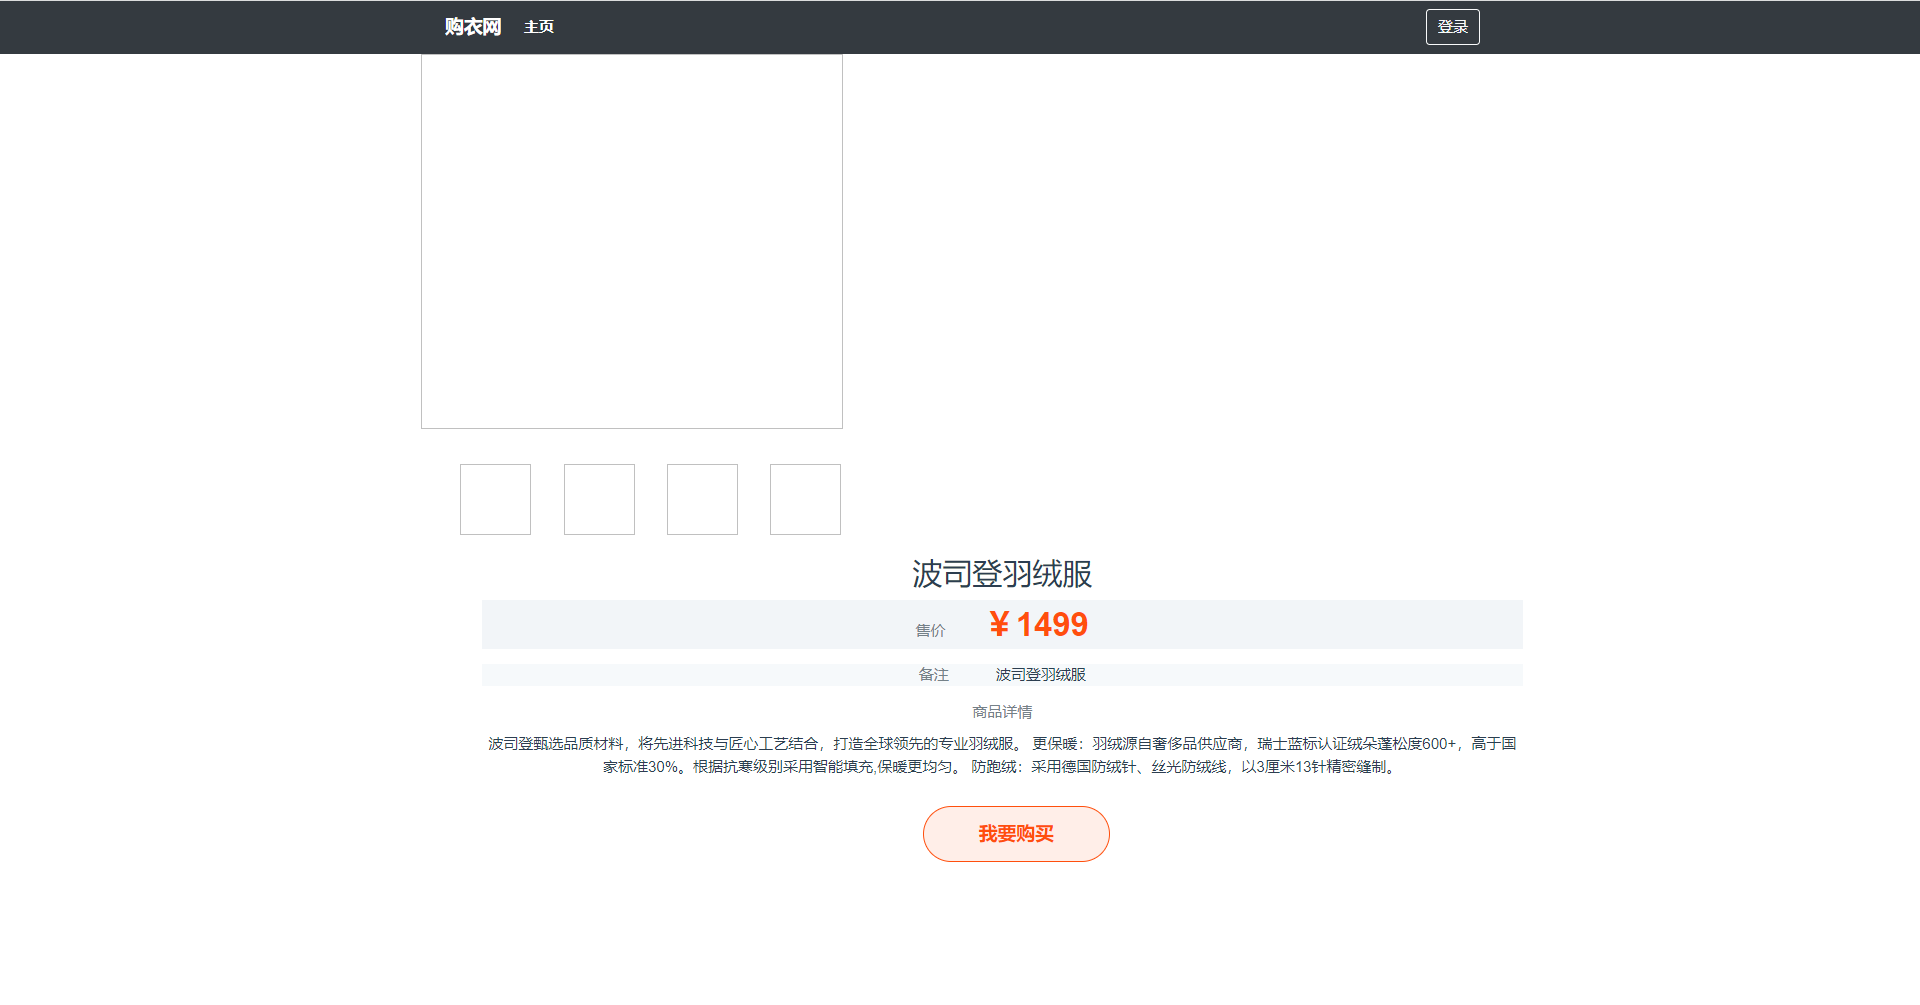 购衣网 主页 登录
波司登羽绒服
售价 ¥ 1499
备注 波司登羽绒服
商品详情
波司登甄选品质材料，将先进科技与匠心工艺结合，打造全球领先的专业羽绒服。 更保暖：羽绒源自奢侈品供应商，瑞士蓝标认证绒朵蓬松度600+，高于国
家标准30%。根据抗寒级别采用智能填充,保暖更均匀。 防跑绒：采用德国防绒针、丝光防绒线，以3厘米13针精密缝制。
我要购买